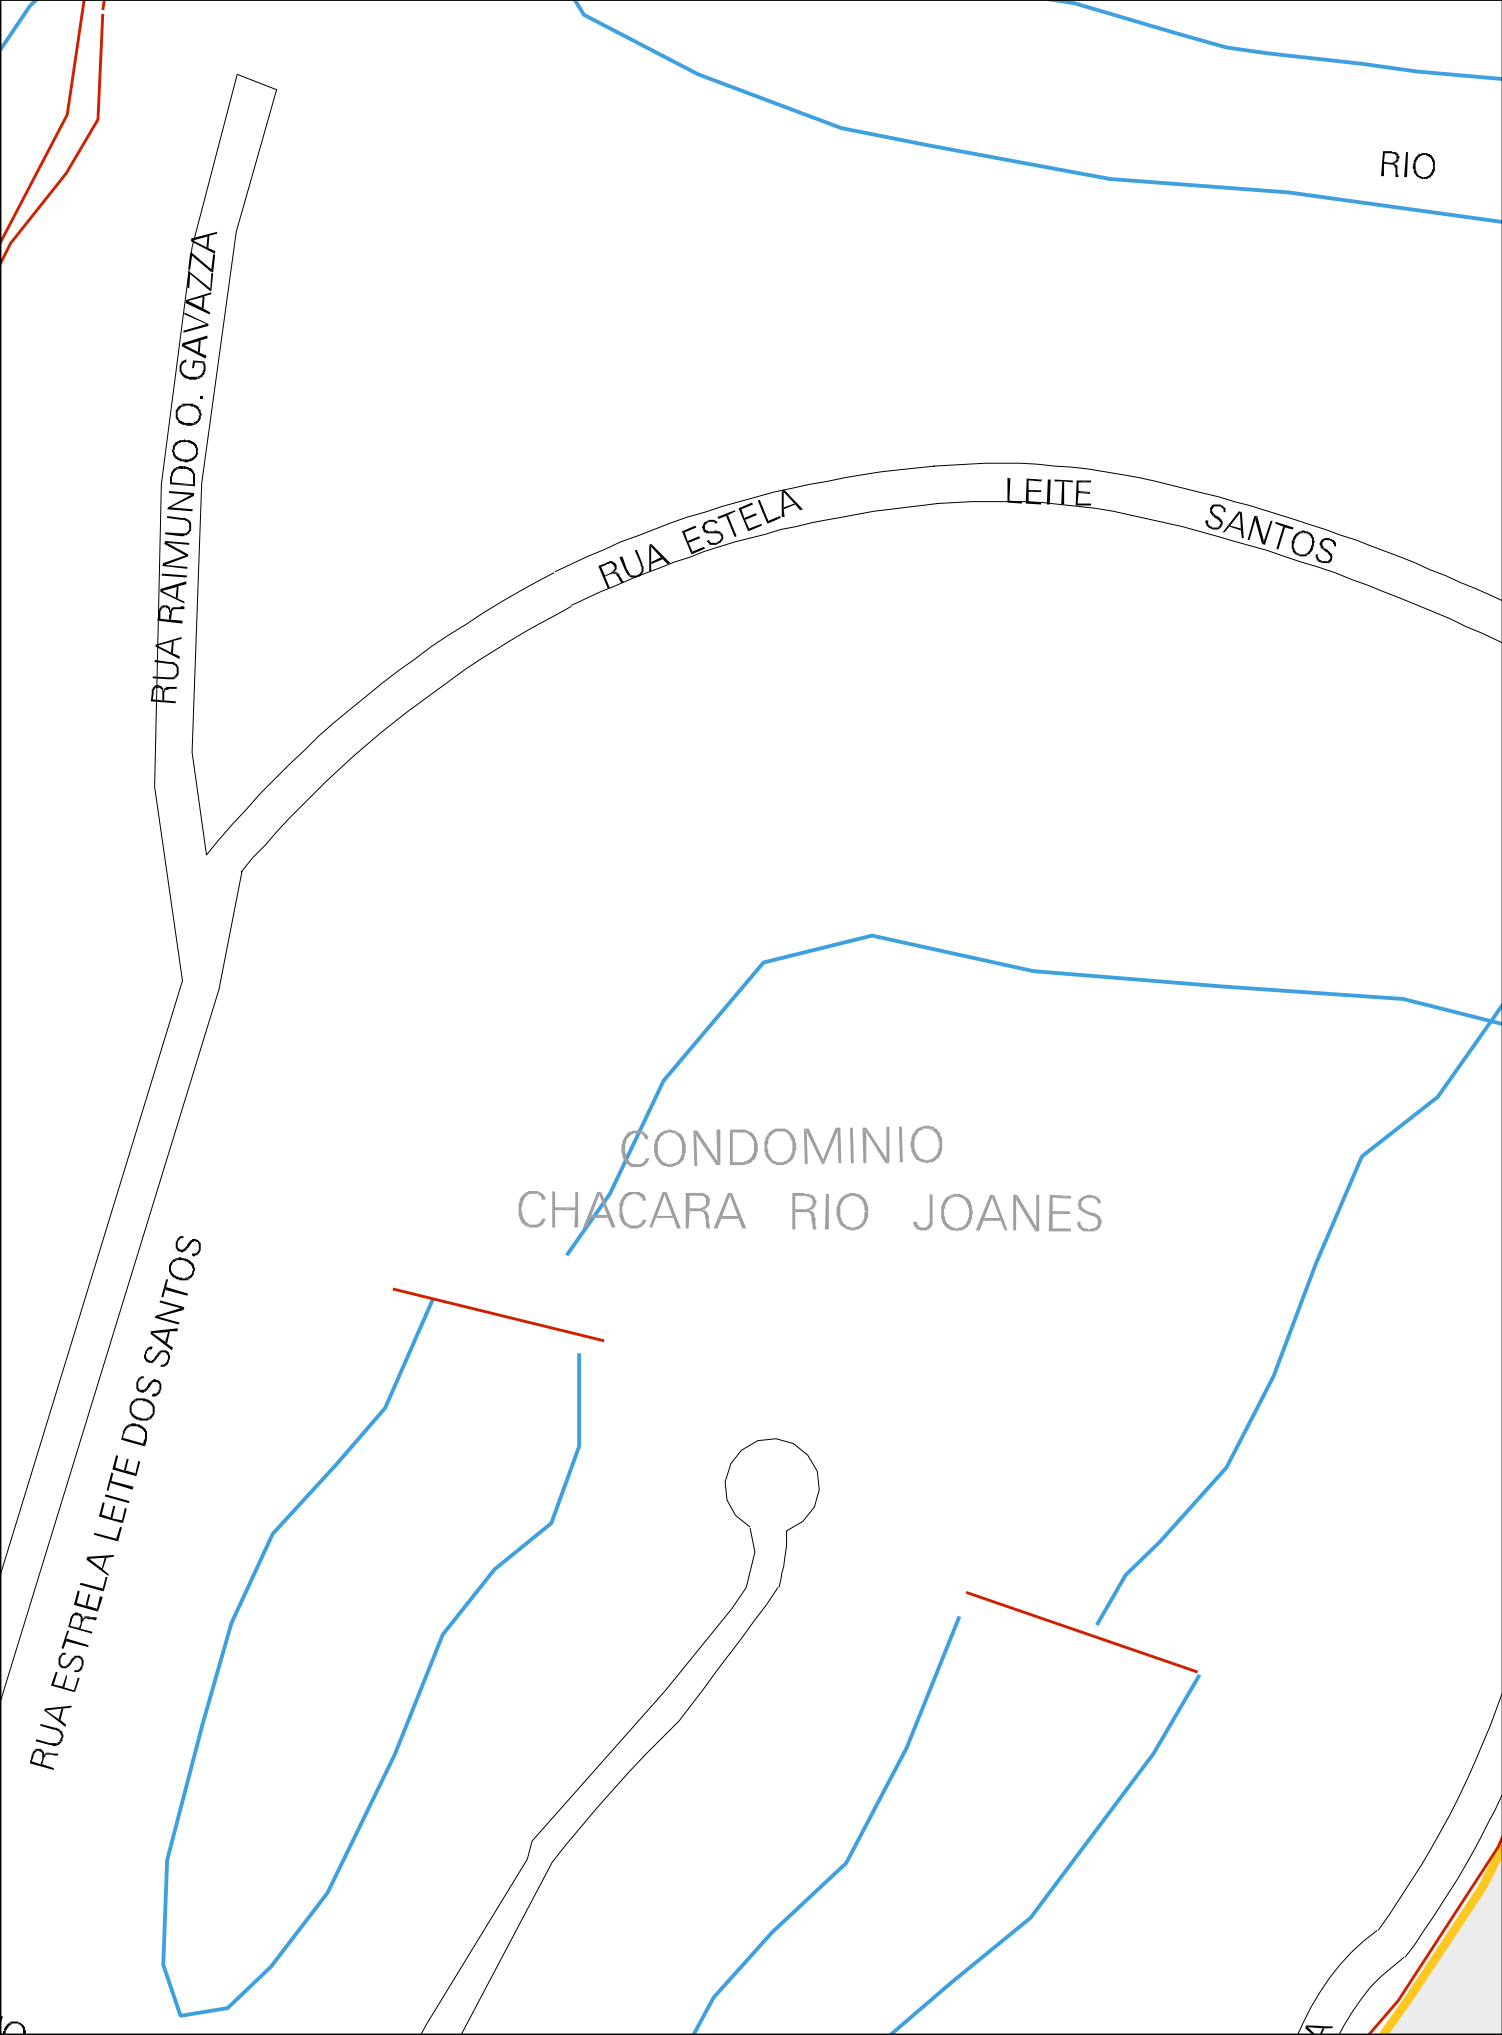 RIO
RUA RAIMUNDO O. GAVAZZA
RUA ESTELA LEITE SANTOS
CONDOMINIO
CHACARA RIO JOANES
RUA ESTRELA LEITE DOS SANTOS
A